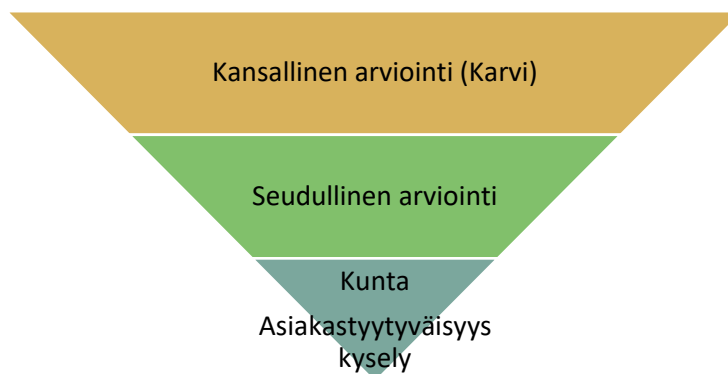 Kansallinen arviointi (Karvi)
Seudullinen arviointi
Kunta
Asiakastyytyväisyys
kysely